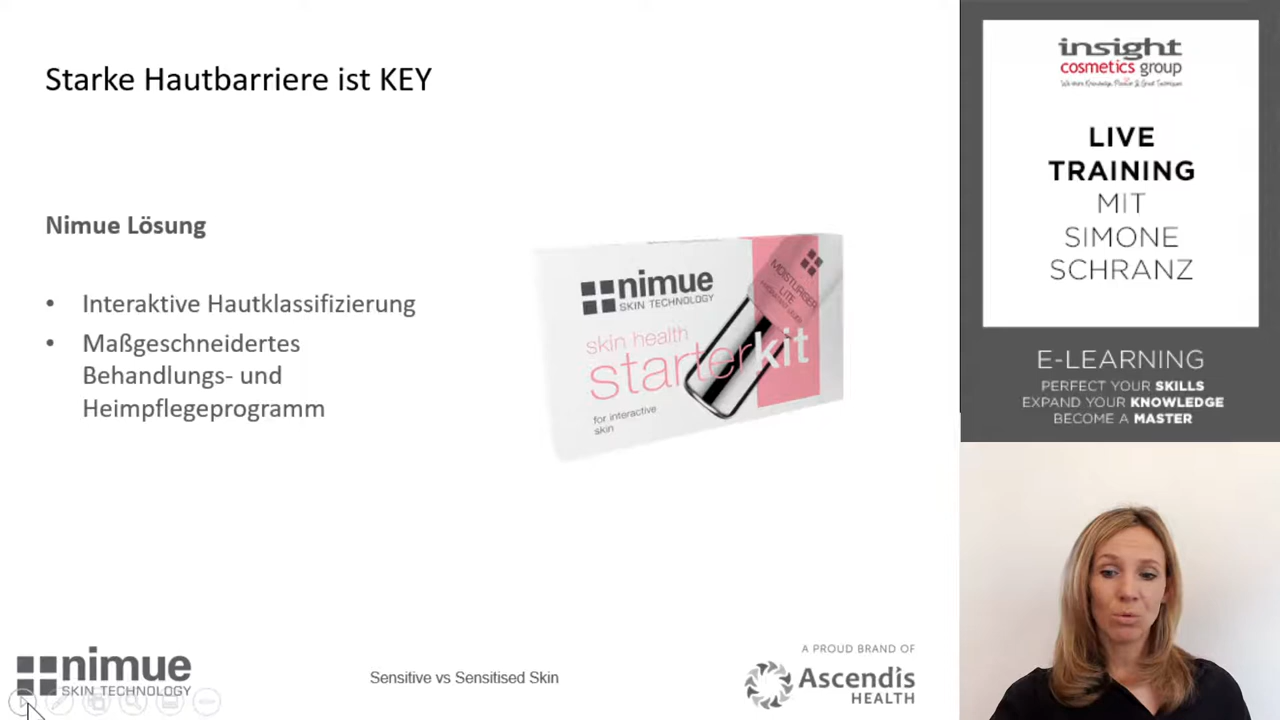 Starke Hautbarriere ist KEY
Nimue Lösung
• Interaktive Hautklassifizierung
• Maßgeschneidertes
Behandlungs- und
Heimpflegeprogramm
nimue
SKIN TECHNOLOGY
skin health
starterkit
for interactive
skin
MOISTURISER
LITE
nimue
SKIN TECHNOLOGY
Sensitive vs Sensitised Skin
A PROUD BRAND OF
Ascendis
HEALTH
insight
cosmetics group
LIVE
TRAINING
MIT
SIMONE
SCHRANZ
E-LEARNING
PERFECT YOUR SKILLS
EXPAND YOUR KNOWLEDGE
BECOME A MASTER